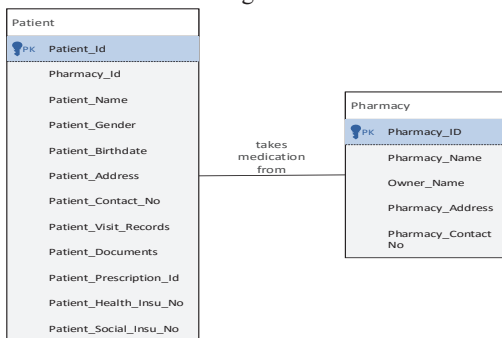 Patient
PK Patient_Id
Pharmacy_Id
Patient_Name
Patient_Gender
Patient_Birthdate
Patient_Address
Patient_Contact_No
Patient_Visit_Records
Patient_Documents
Patient_Prescription_Id
Patient_Health_Insu_No
Patient_Social_Insu_No
takes
medication
from
Pharmacy
PK Pharmacy_ID
Pharmacy_Name
Owner_Name
Pharmacy_Address
Pharmacy_Contact
No